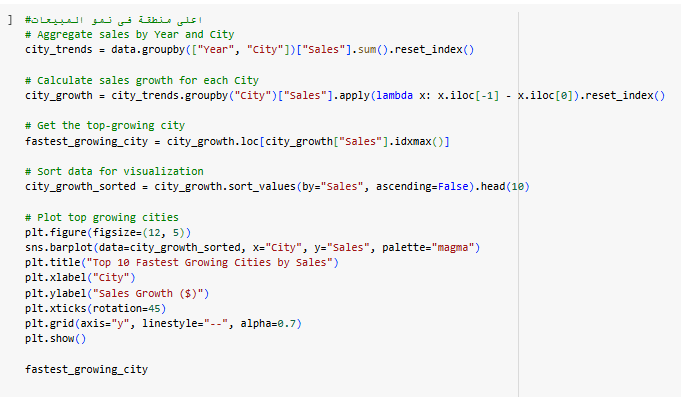 ] #اعلى منطقة فى نمو المبيعات
# Aggregate sales by Year and City
city_trends = data.groupby(["Year", "City"])["Sales"].sum().reset_index()
# Calculate sales growth for each City
city_growth = city_trends.groupby("City")["Sales"].apply(lambda x: x.iloc[-1] - x.iloc[0]).reset_index()
# Get the top-growing city
fastest_growing_city = city_growth.loc[city_growth["Sales"].idxmax()]
# Sort data for visualization
city_growth_sorted = city_growth.sort_values(by="Sales", ascending=False).head(10)
# Plot top growing cities
plt.figure(figsize=(12, 5))
sns.barplot(data=city_growth_sorted, x="City", y="Sales", palette="magma")
plt.title("Top 10 Fastest Growing Cities by Sales")
plt.xlabel("City")
plt.ylabel("Sales Growth ($)")
plt.xticks(rotation=45)
plt.grid(axis="y", linestyle="--", alpha=0.7)
plt.show()
fastest_growing_city